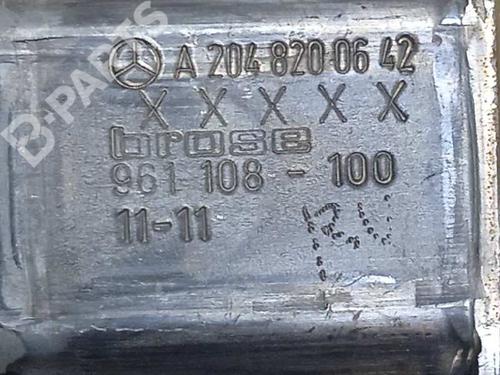 A 204 820 06 42
X X X X X
brose
961 108 - 100
11-11
B-PARTS